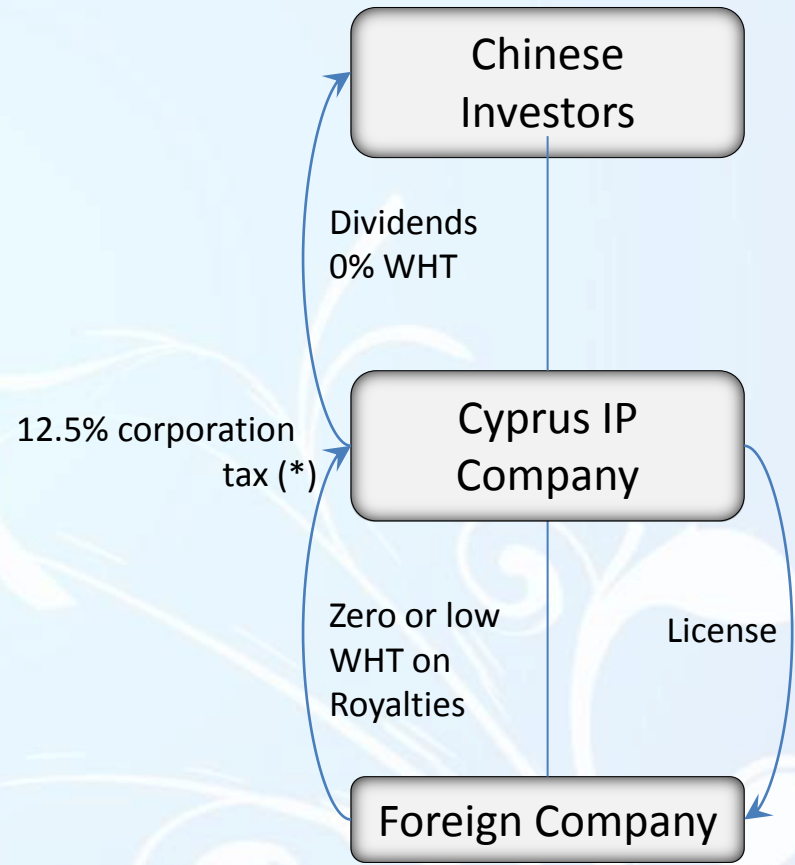 Chinese
Investors
Dividends
0% WHT
12.5% corporation
tax (*)
Cyprus IP
Company
Zero or low
WHT on
Royalties
License
Foreign Company